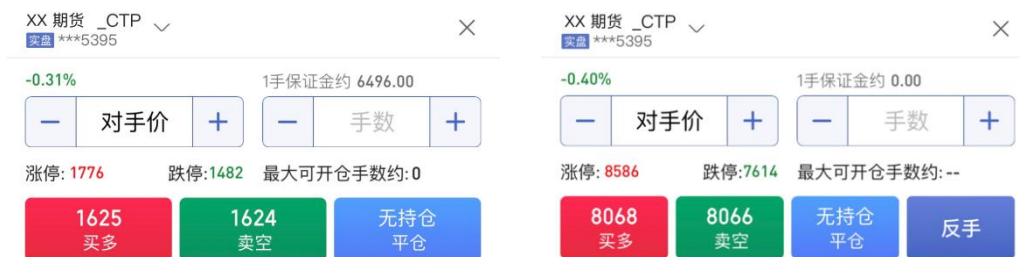 XX 期货 _CTP
实盘 ***5395
-0.31%
1手保证金约 6496.00
对手价
手数
涨停: 1776
跌停:1482
最大可开仓手数约:0
1625
买多
1624
卖空
无持仓
平仓
XX 期货 _CTP
实盘 ***5395
-0.40%
1手保证金约 0.00
对手价
手数
涨停: 8586
跌停:7614
最大可开仓手数约:--
8068
买多
8066
卖空
无持仓
平仓
反手